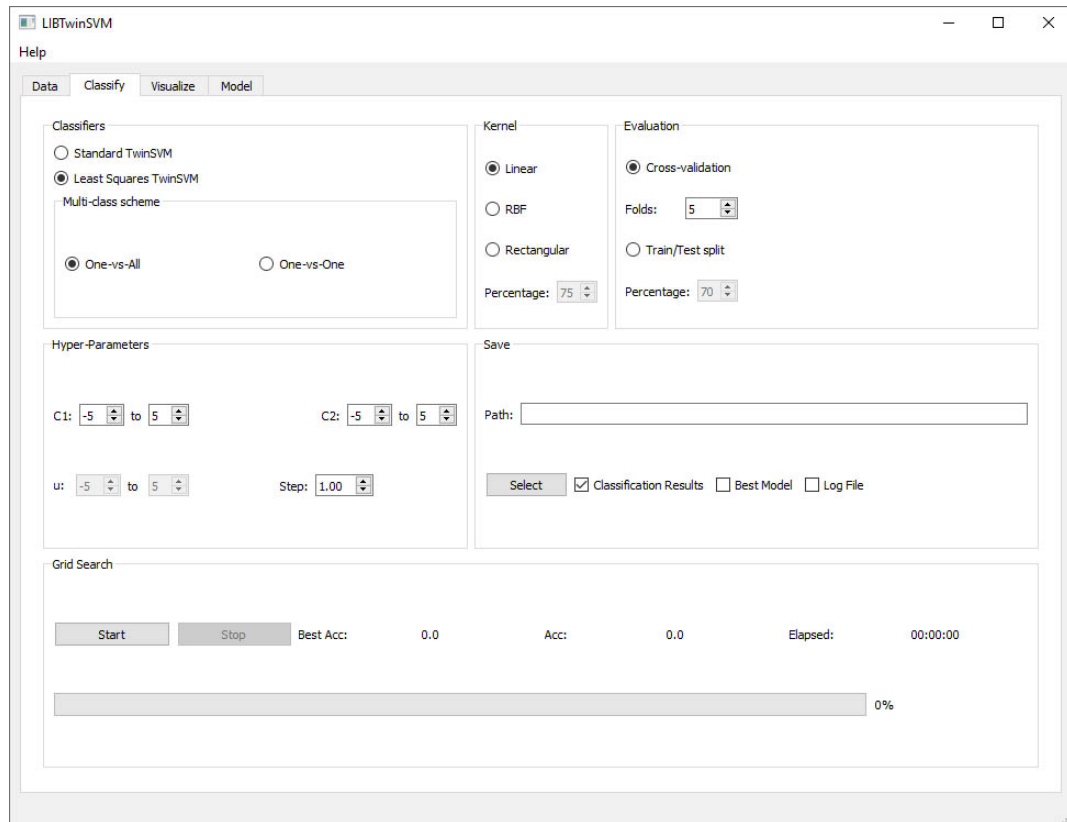 LIBTwinSVM
Help
Data Classify Visualize Model
Classifiers
Standard TwinSVM
Least Squares TwinSVM
Multi-class scheme
One-vs-All One-vs-One
Kernel
Linear
RBF
Rectangular
Percentage: 75
Evaluation
Cross-validation
Folds: 5
Train/Test split
Percentage: 70
Hyper-Parameters
C1: -5 to 5 C2: -5 to 5
u: -5 to 5 Step: 1.00
Save
Path:
Select Classification Results Best Model Log File
Grid Search
Start Stop Best Acc: 0.0 Acc: 0.0 Elapsed: 00:00:00
0%